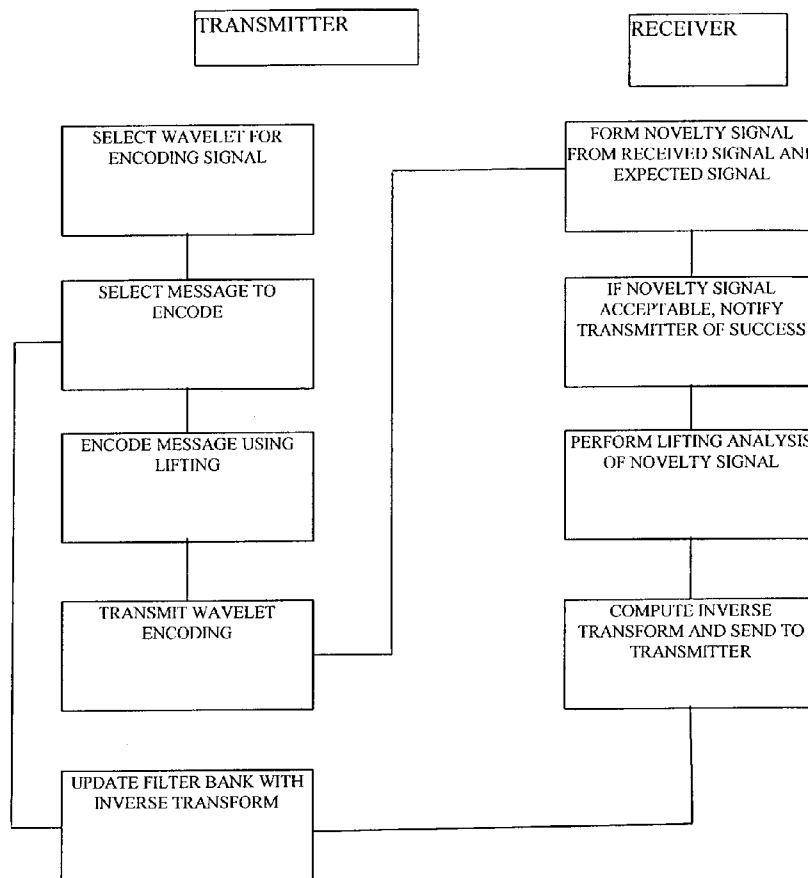 TRANSMITTER
RECEIVER
SELECT WAVELET FOR
ENCODING SIGNAL
SELECT MESSAGE TO
ENCODE
ENCODE MESSAGE USING
LIFTING
TRANSMIT WAVELET
ENCODING
UPDATE FILTER BANK WITH
INVERSE TRANSFORM
FORM NOVELTY SIGNAL
FROM RECEIVED SIGNAL AND
EXPECTED SIGNAL
IF NOVELTY SIGNAL
ACCEPTABLE, NOTIFY
TRANSMITTER OF SUCCESS
PERFORM LIFTING ANALYSIS
OF NOVELTY SIGNAL
COMPUTE INVERSE
TRANSFORM AND SEND TO
TRANSMITTER